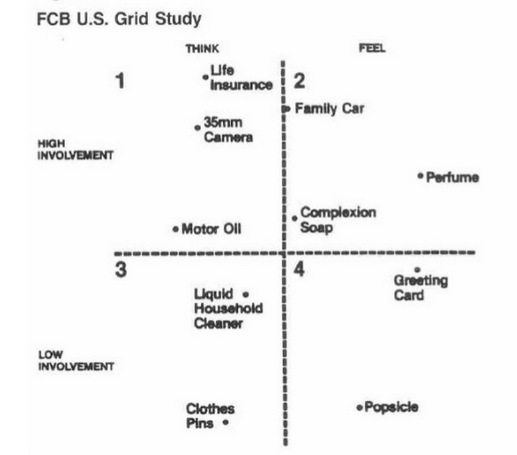 FCB U.S. Grid Study
THINK
FEEL
1
Life
Insurance
2
Family Car
35mm
Camera
HIGH
INVOLVEMENT
Perfume
Complexion
Soap
Motor Oil
3
4
Greeting
Card
Liquid
Household
Cleaner
LOW
INVOLVEMENT
Clothes
Pins
Popsicle